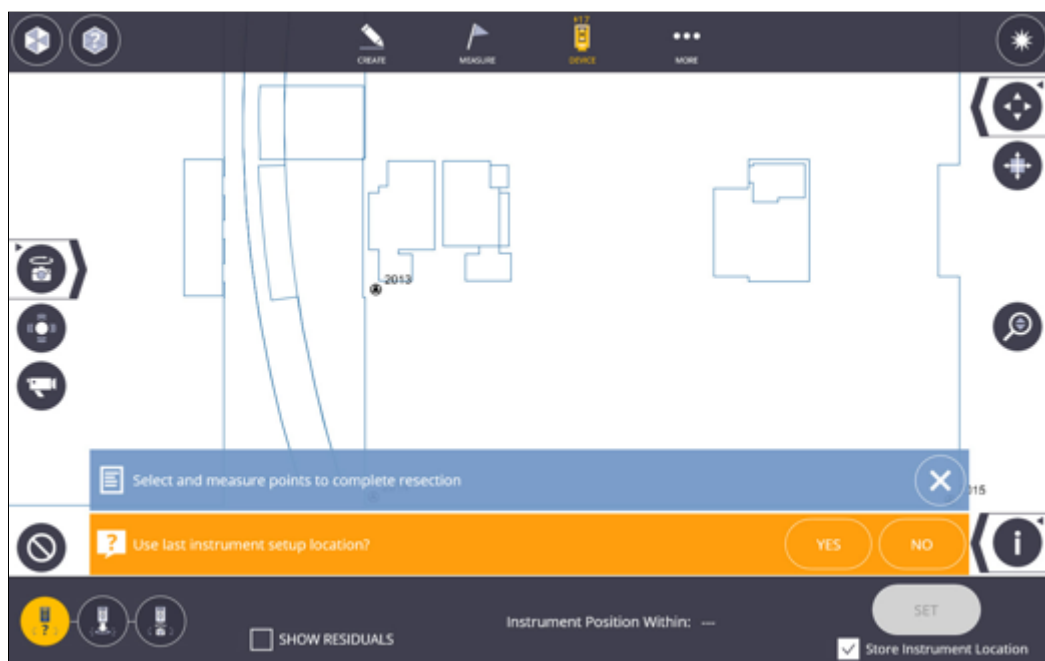 CREATE
MEASURE
DEVICE
MORE
2013
Select and measure points to complete resection
015
Use last instrument setup location?
YES
NO
Instrument Position Within: ---
SET
SHOW RESIDUALS
Store Instrument Location